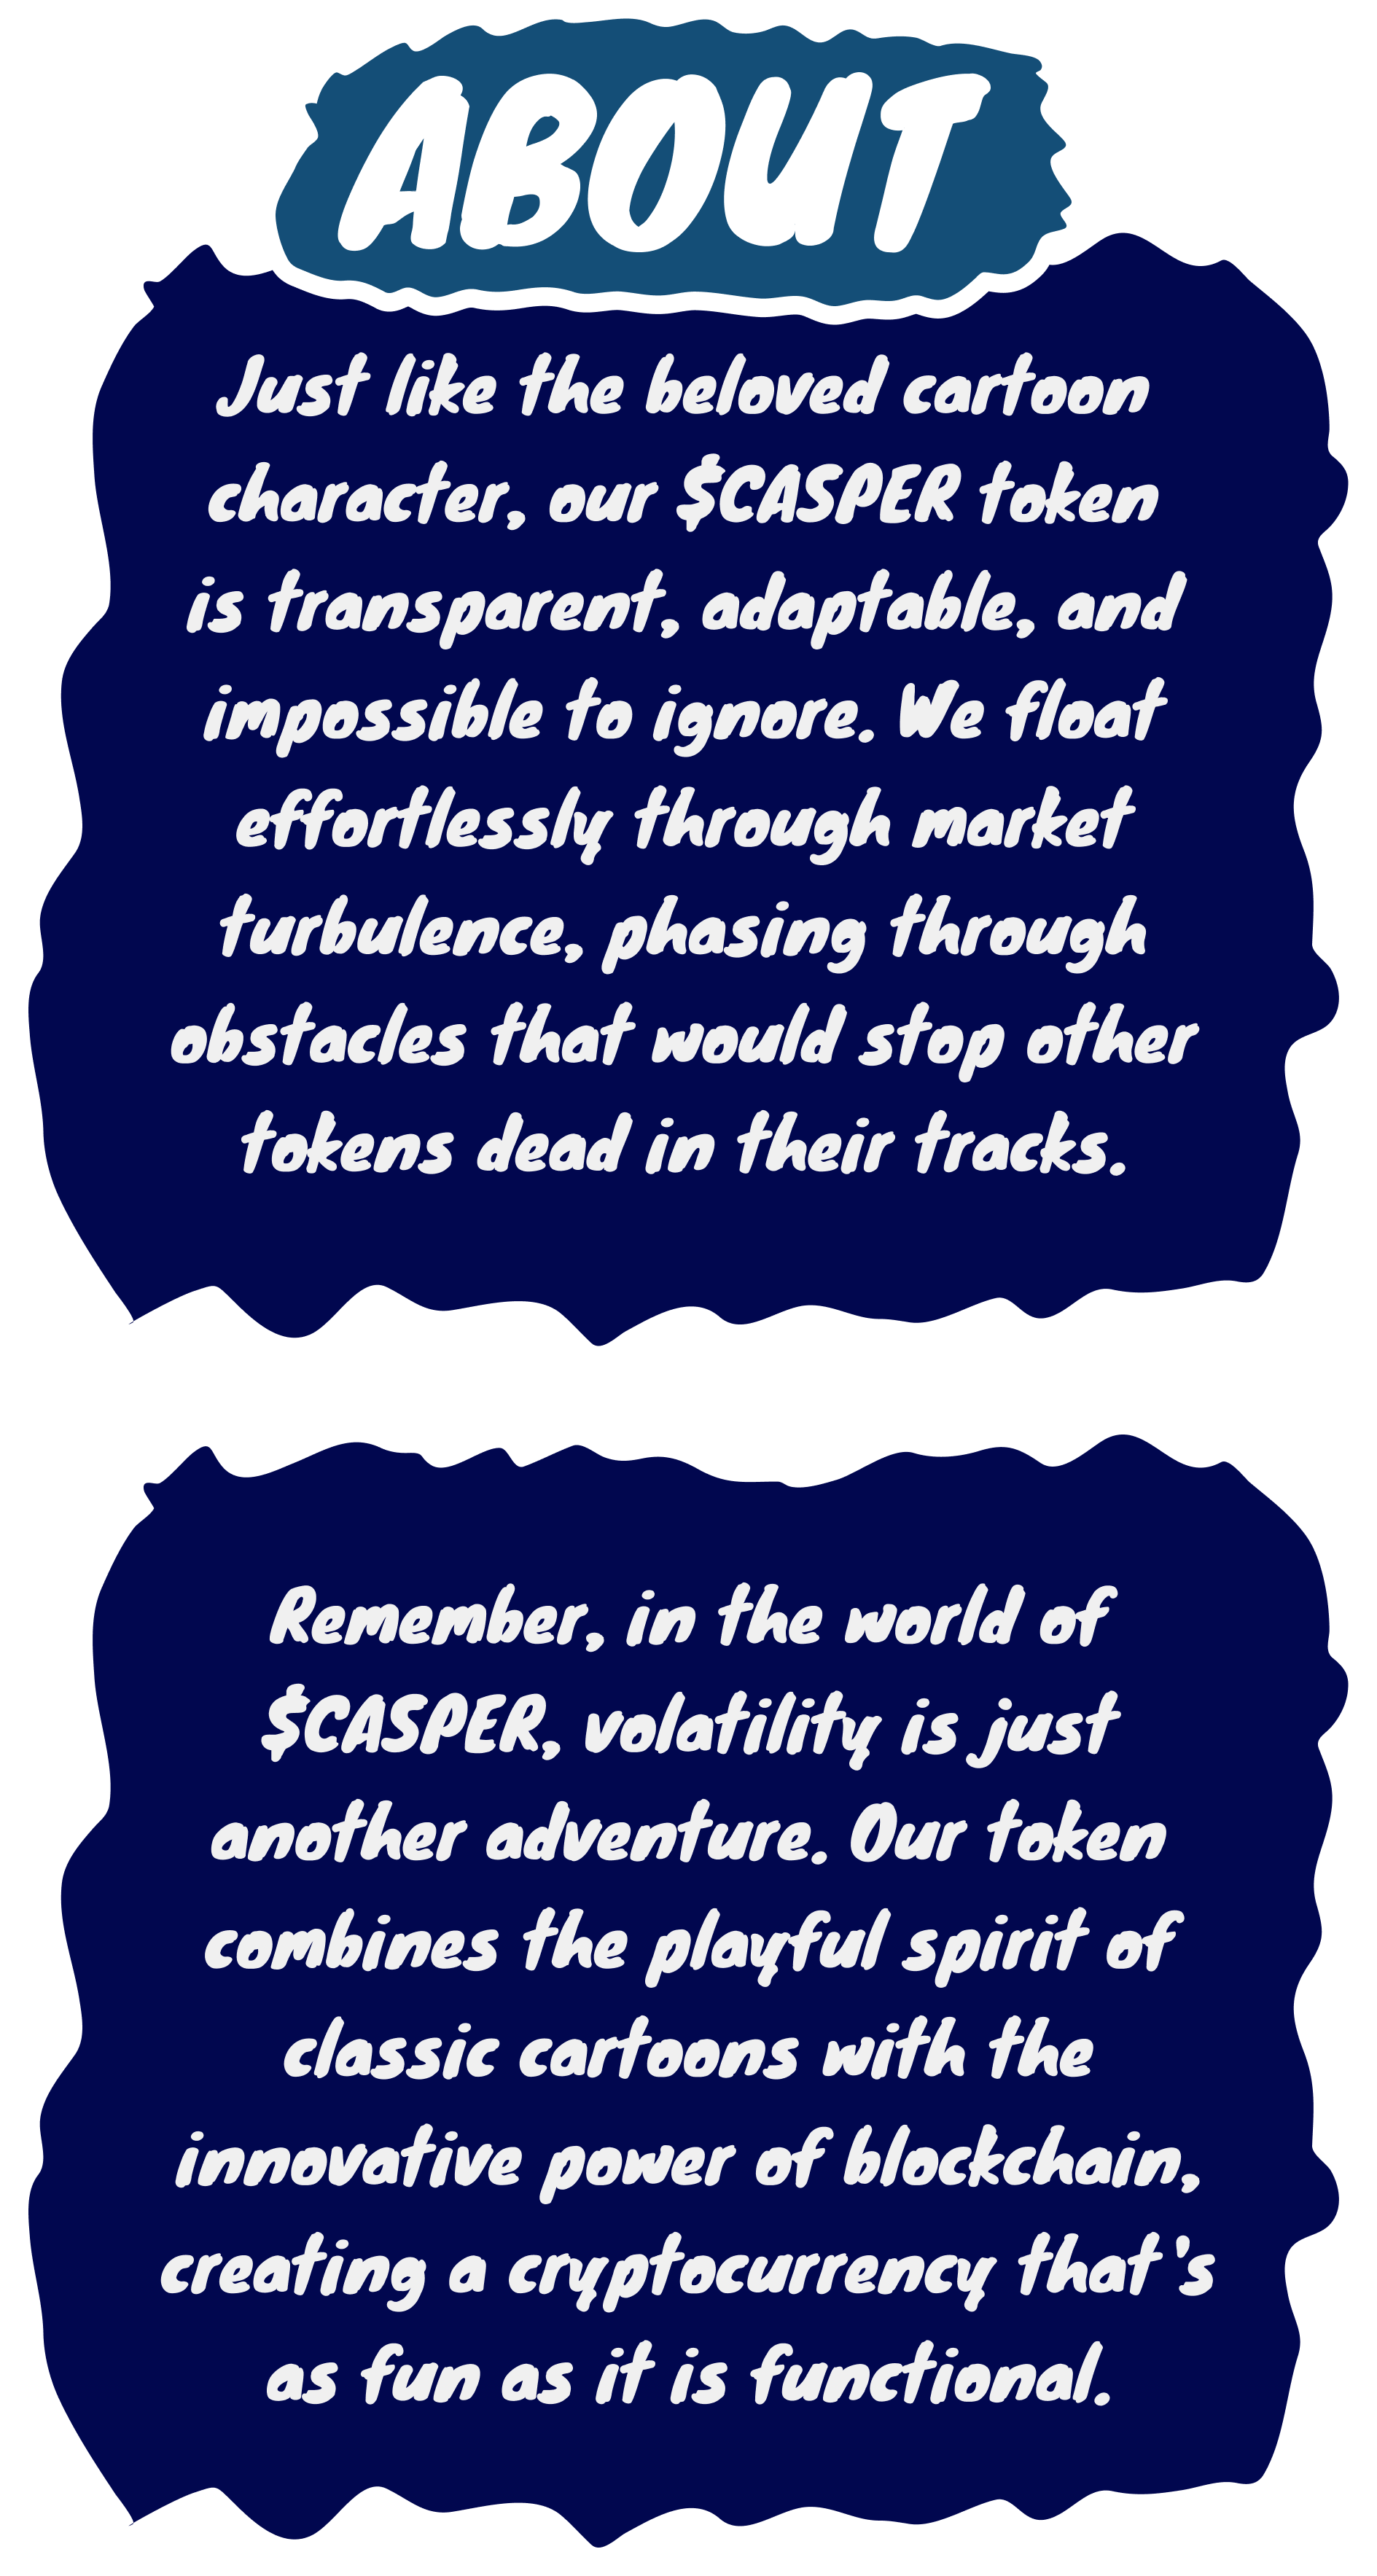 ABOUT
Just like the beloved cartoon
character, our $CASPER token
is transparent, adaptable, and
impossible to ignore. We float
effortlessly through market
turbulence, phasing through
obstacles that would stop other
tokens dead in their tracks.
Remember, in the world of
$CASPER, volatility is just
another adventure. Our token
combines the playful spirit of
classic cartoons with the
innovative power of blockchain,
creating a cryptocurrency that's
as fun as it is functional.